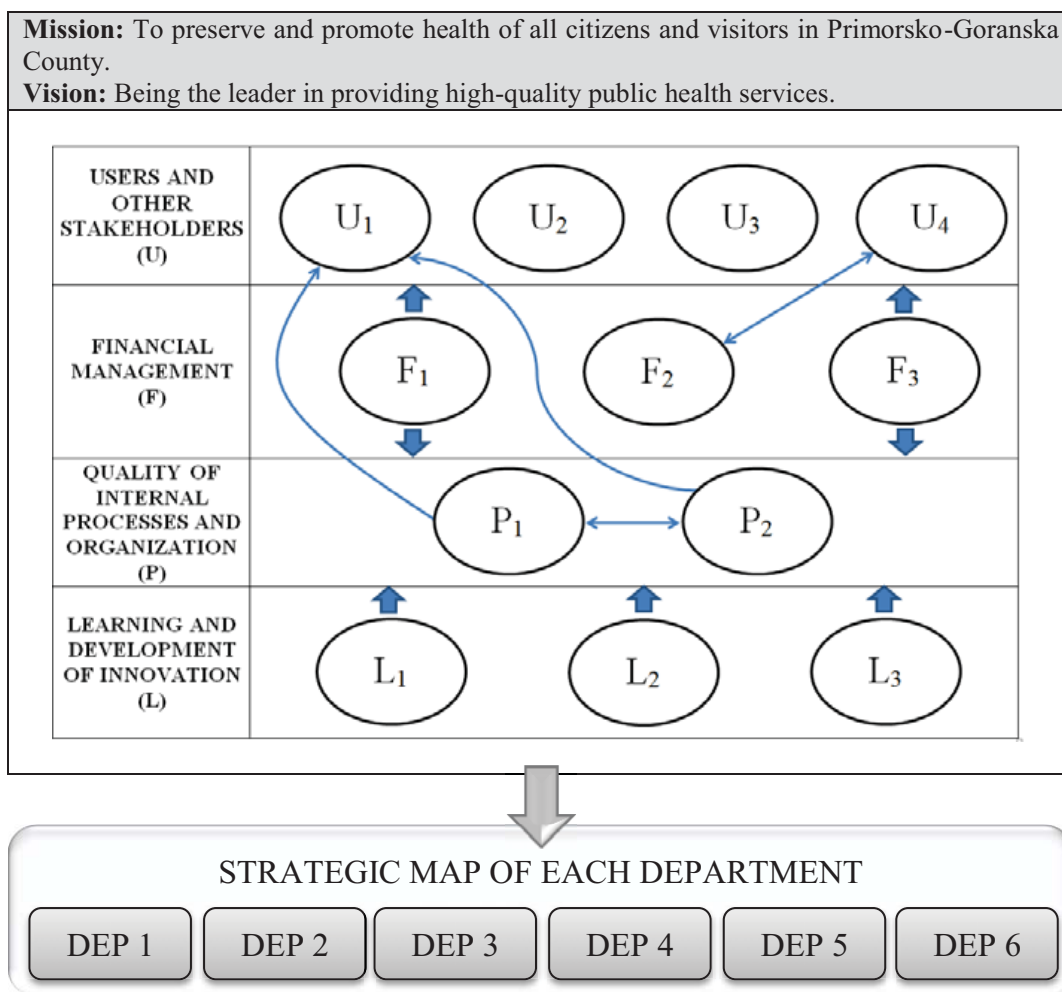 Mission: To preserve and promote health of all citizens and visitors in Primorsko-Goranska
County.
Vision: Being the leader in providing high-quality public health services.
USERS AND
OTHER
STAKEHOLDERS
(U)
U₁ U₂ U₃ U₄
FINANCIAL
MANAGEMENT
(F)
F₁ F₂ F₃
QUALITY OF
INTERNAL
PROCESSES AND
ORGANIZATION
(P)
P₁ P₂
LEARNING AND
DEVELOPMENT
OF INNOVATION
(L)
L₁ L₂ L₃
STRATEGIC MAP OF EACH DEPARTMENT
DEP 1 DEP 2 DEP 3 DEP 4 DEP 5 DEP 6